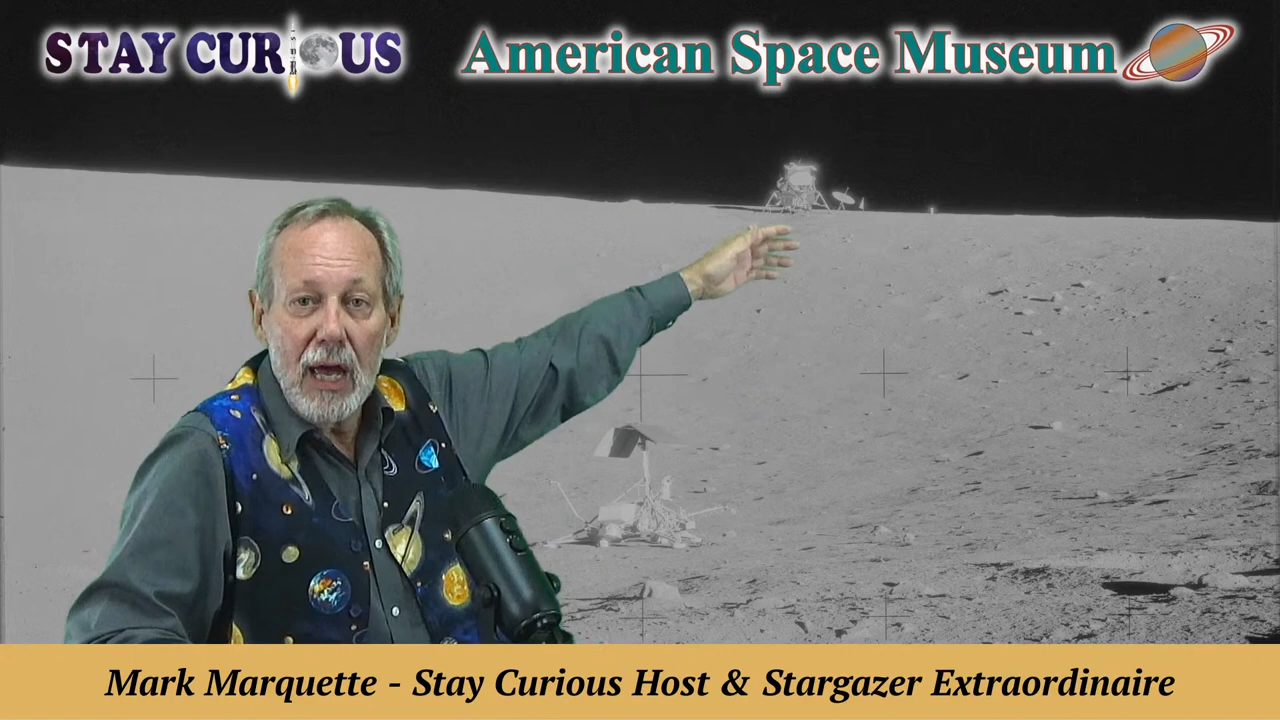 STAY CURIOUS
American Space Museum
Mark Marquette - Stay Curious Host & Stargazer Extraordinaire